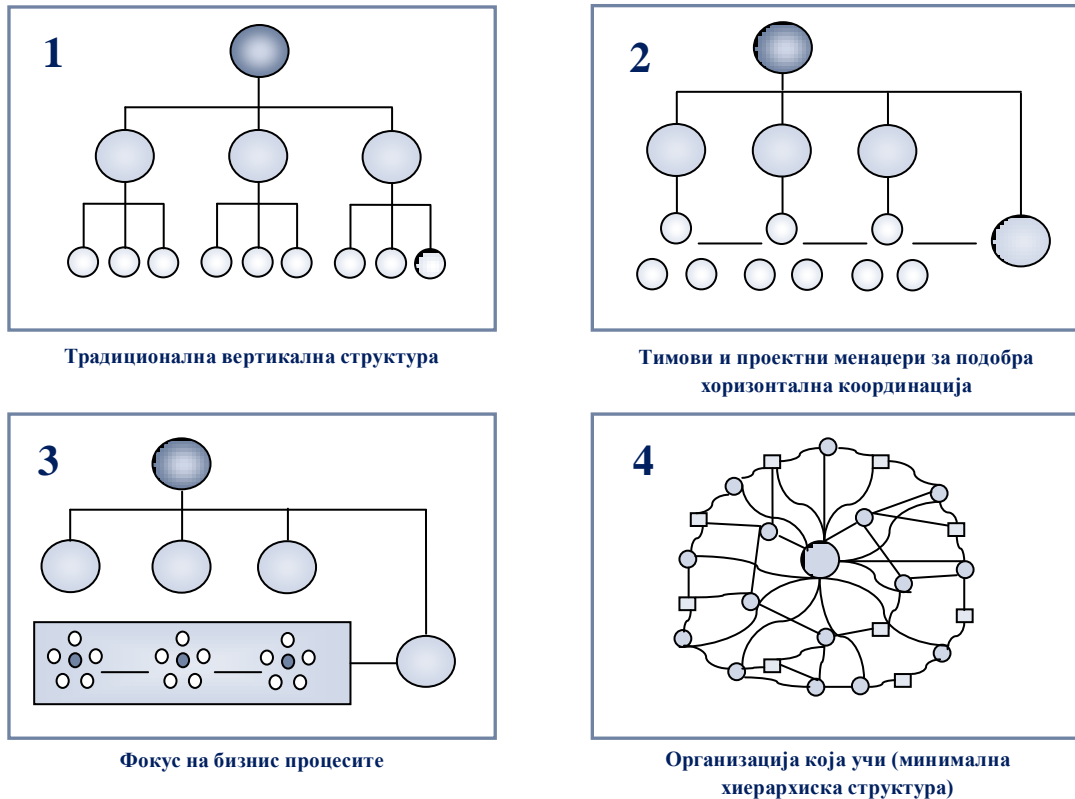 1
Традиционална вертикална структура
2
Тимови и проектни менаџери за подобра
хоризонтална координација
3
Фокус на бизнис процесите
4
Организација која учи (минимална
хиерархиска структура)